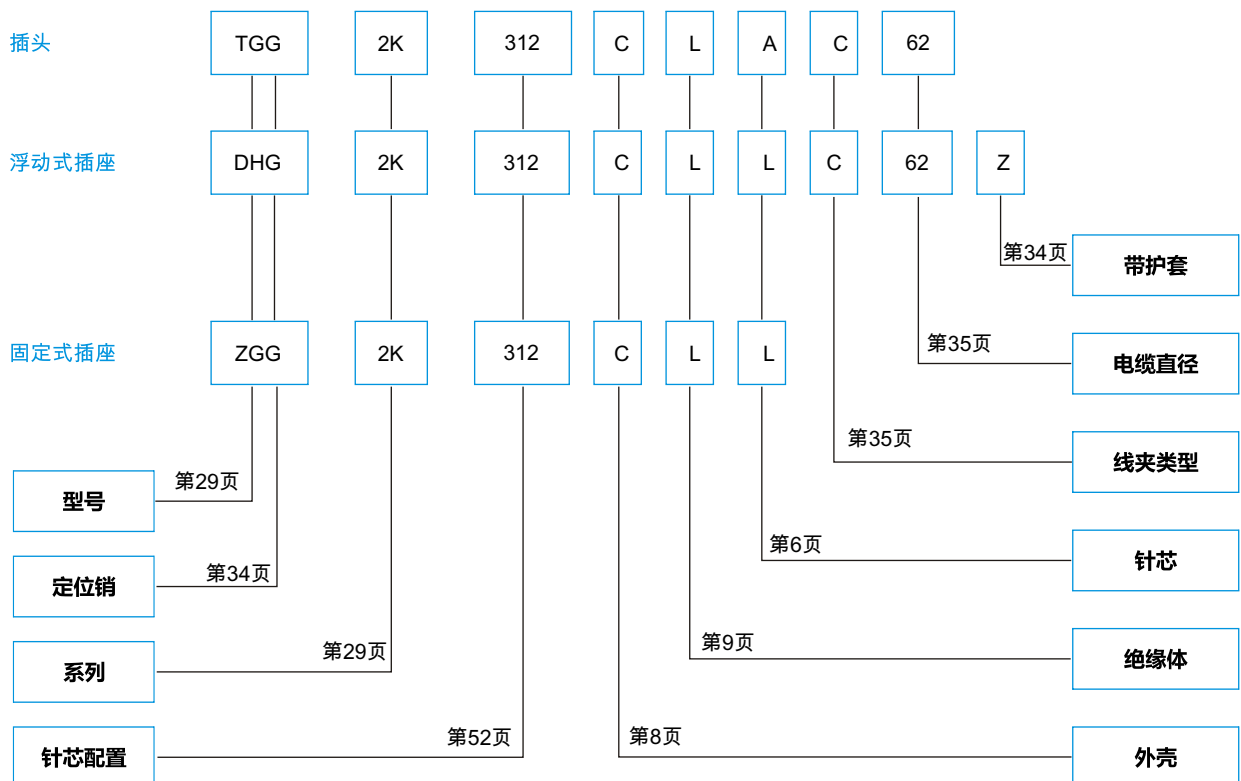 插头 TGG 2K 312 C L A C 62
浮动式插座 DHG 2K 312 C L L C 62 Z
第34页 带护套
固定式插座 ZGG 2K 312 C L L
第35页 电缆直径
第35页 线夹类型
型号 第29页
第6页 针芯
定位销 第34页
第9页 绝缘体
系列 第29页
针芯配置 第52页
第8页 外壳